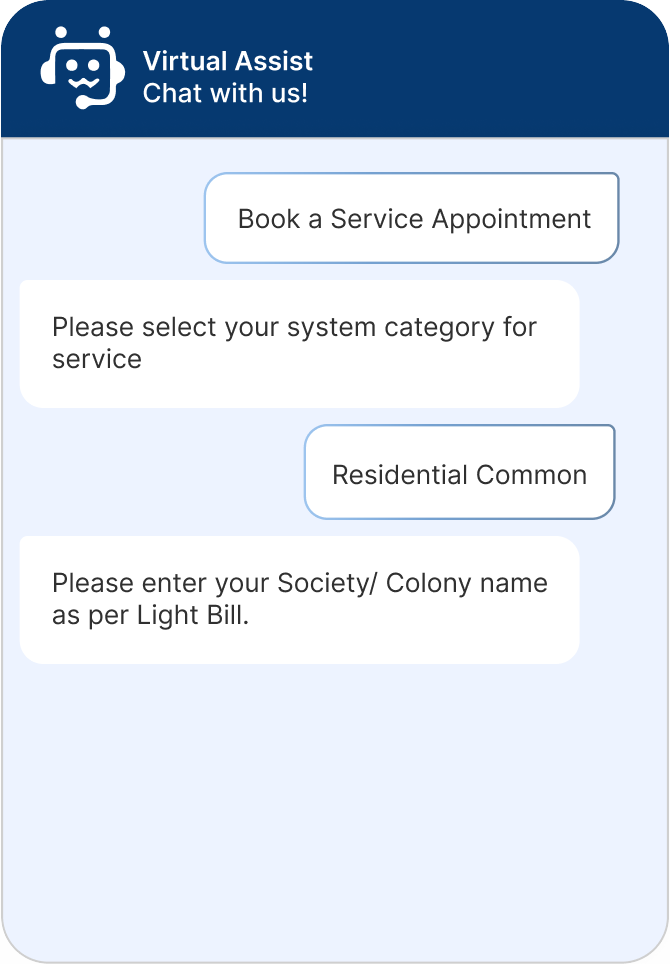 Virtual Assist
Chat with us!
Book a Service Appointment
Please select your system category for
service
Residential Common
Please enter your Society/ Colony name
as per Light Bill.